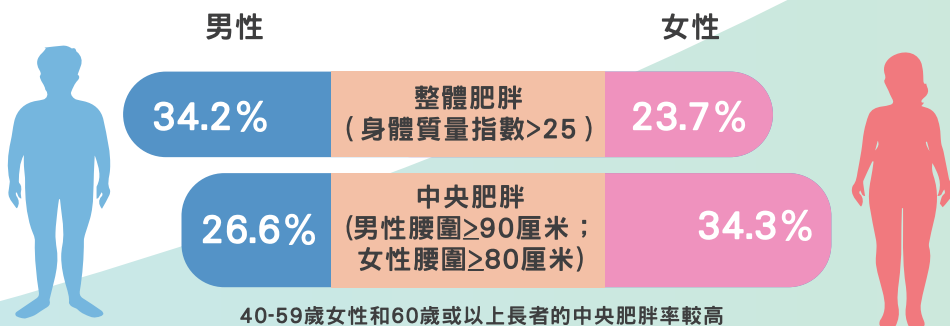 男性 女性
34.2% 整體肥胖 23.7%
(身體質量指數>25)
中央肥胖
26.6% (男性腰圍≥90厘米； 34.3%
女性腰圍≥80厘米)
40-59歲女性和60歲或以上長者的中央肥胖率較高